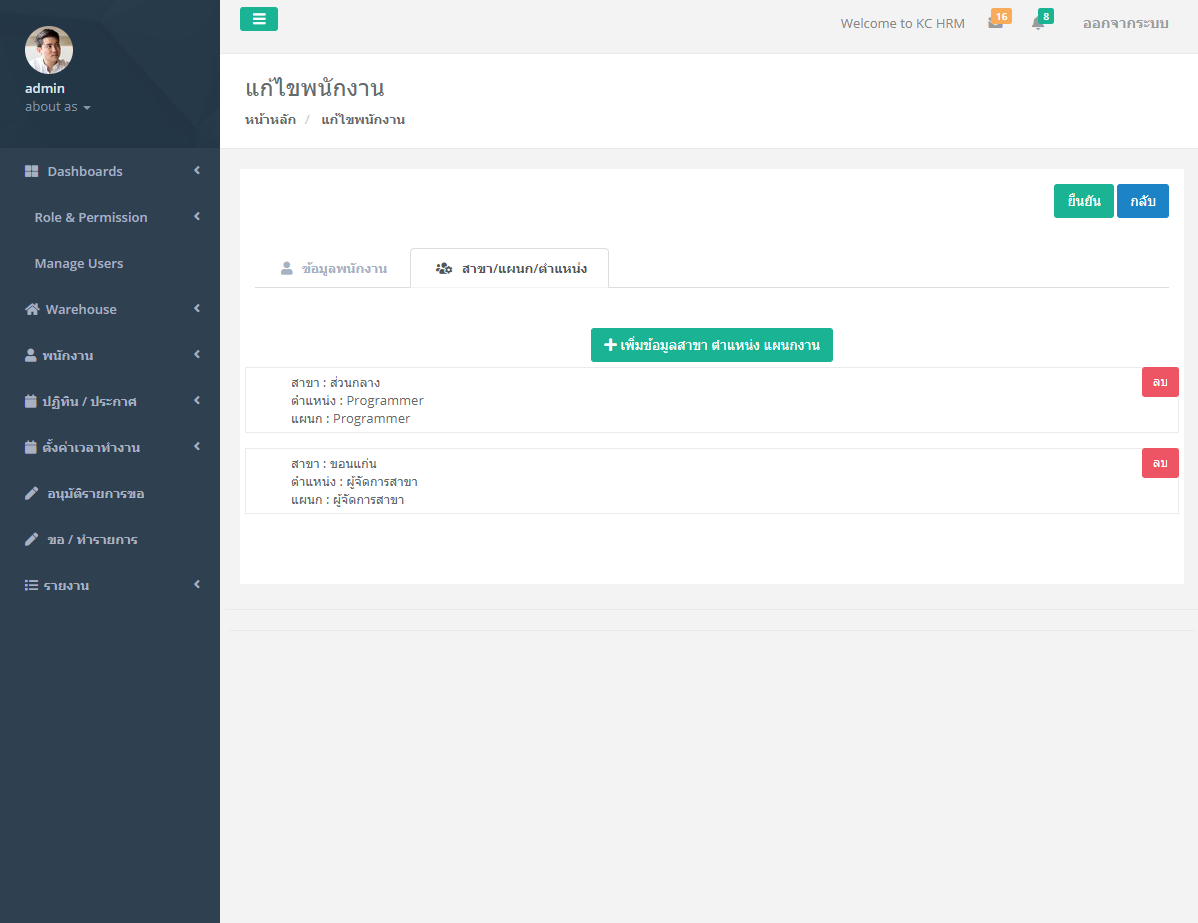 admin
about as
Dashboards
Role & Permission
Manage Users
Warehouse
พนักงาน
ปฏิทิน / ประกาศ
ตั้งค่าเวลาทำงาน
อนุมัติรายการขอ
ขอ / ทำรายการ
รายงาน
Welcome to KC HRM
16
8
ออกจากระบบ
แก้ไขพนักงาน
หน้าหลัก / แก้ไขพนักงาน
ยืนยัน กลับ
ข้อมูลพนักงาน สาขา/แผนก/ตำแหน่ง
เพิ่มข้อมูลสาขา ตำแหน่ง แผนกงาน
สาขา : ส่วนกลาง
ลบ
ตำแหน่ง : Programmer
แผนก : Programmer
สาขา : ขอนแก่น
ลบ
ตำแหน่ง : ผู้จัดการสาขา
แผนก : ผู้จัดการสาขา